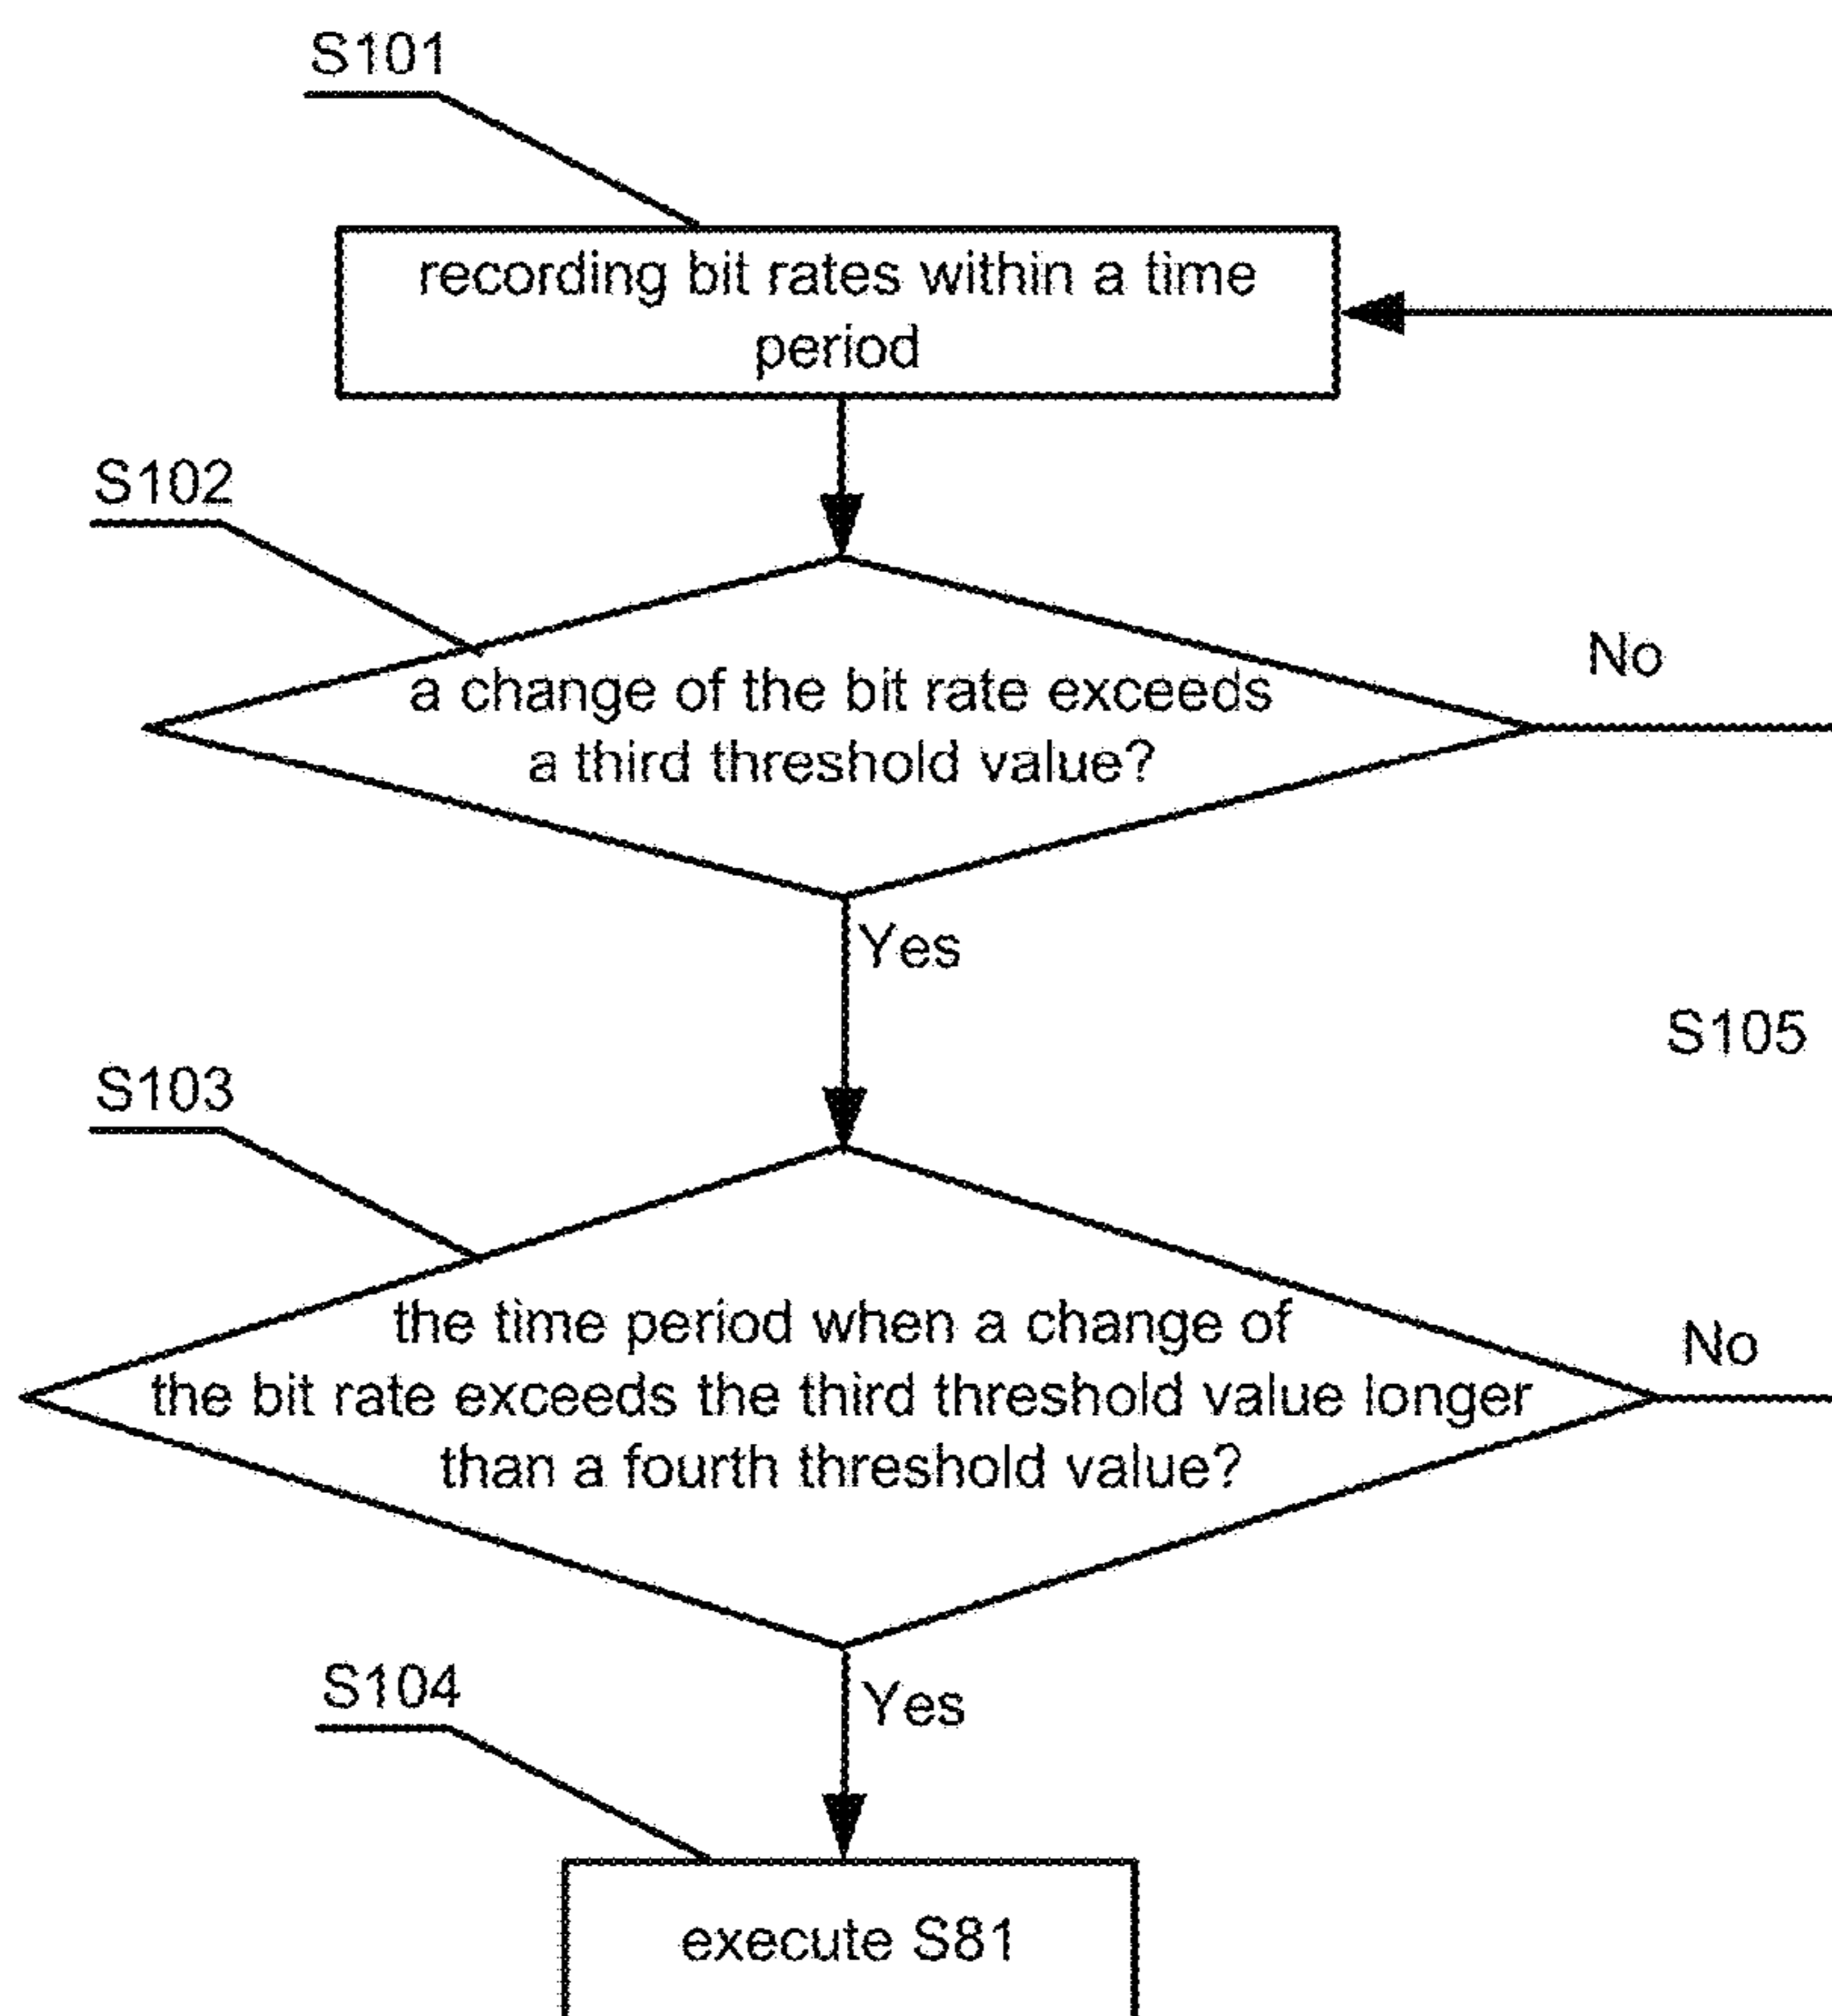 S101
recording bit rates within a time
period
S102
a change of the bit rate exceeds
a third threshold value?
No
Yes
S105
S103
the time period when a change of
the bit rate exceeds the third threshold value longer
than a fourth threshold value?
No
Yes
S104
execute S81